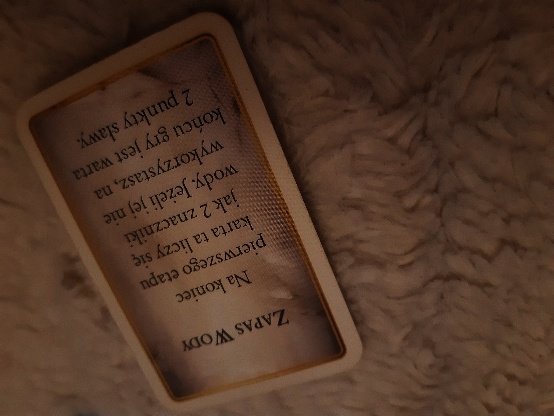 ZAPAS WODY
Na koniec
pierwszego etapu
karta ta liczy się
jak 2 znaczniki
wody. Jeżeli jej nie
wykorzystasz, na
końcu gry jest warta
2 punkty sławy.